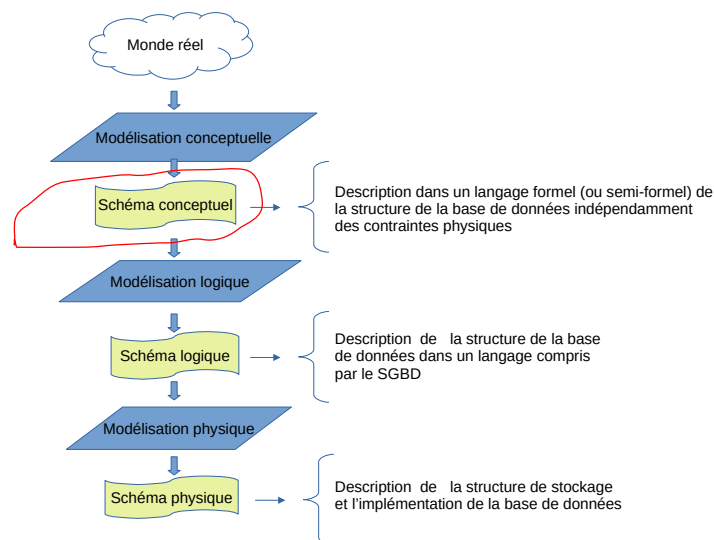 Monde réel
Modélisation conceptuelle
Schéma conceptuel
Description dans un langage formel (ou semi-formel) de
la structure de la base de données indépendamment
des contraintes physiques
Modélisation logique
Schéma logique
Description de la structure de la base
de données dans un langage compris
par le SGBD
Modélisation physique
Schéma physique
Description de la structure de stockage
et l'implémentation de la base de données